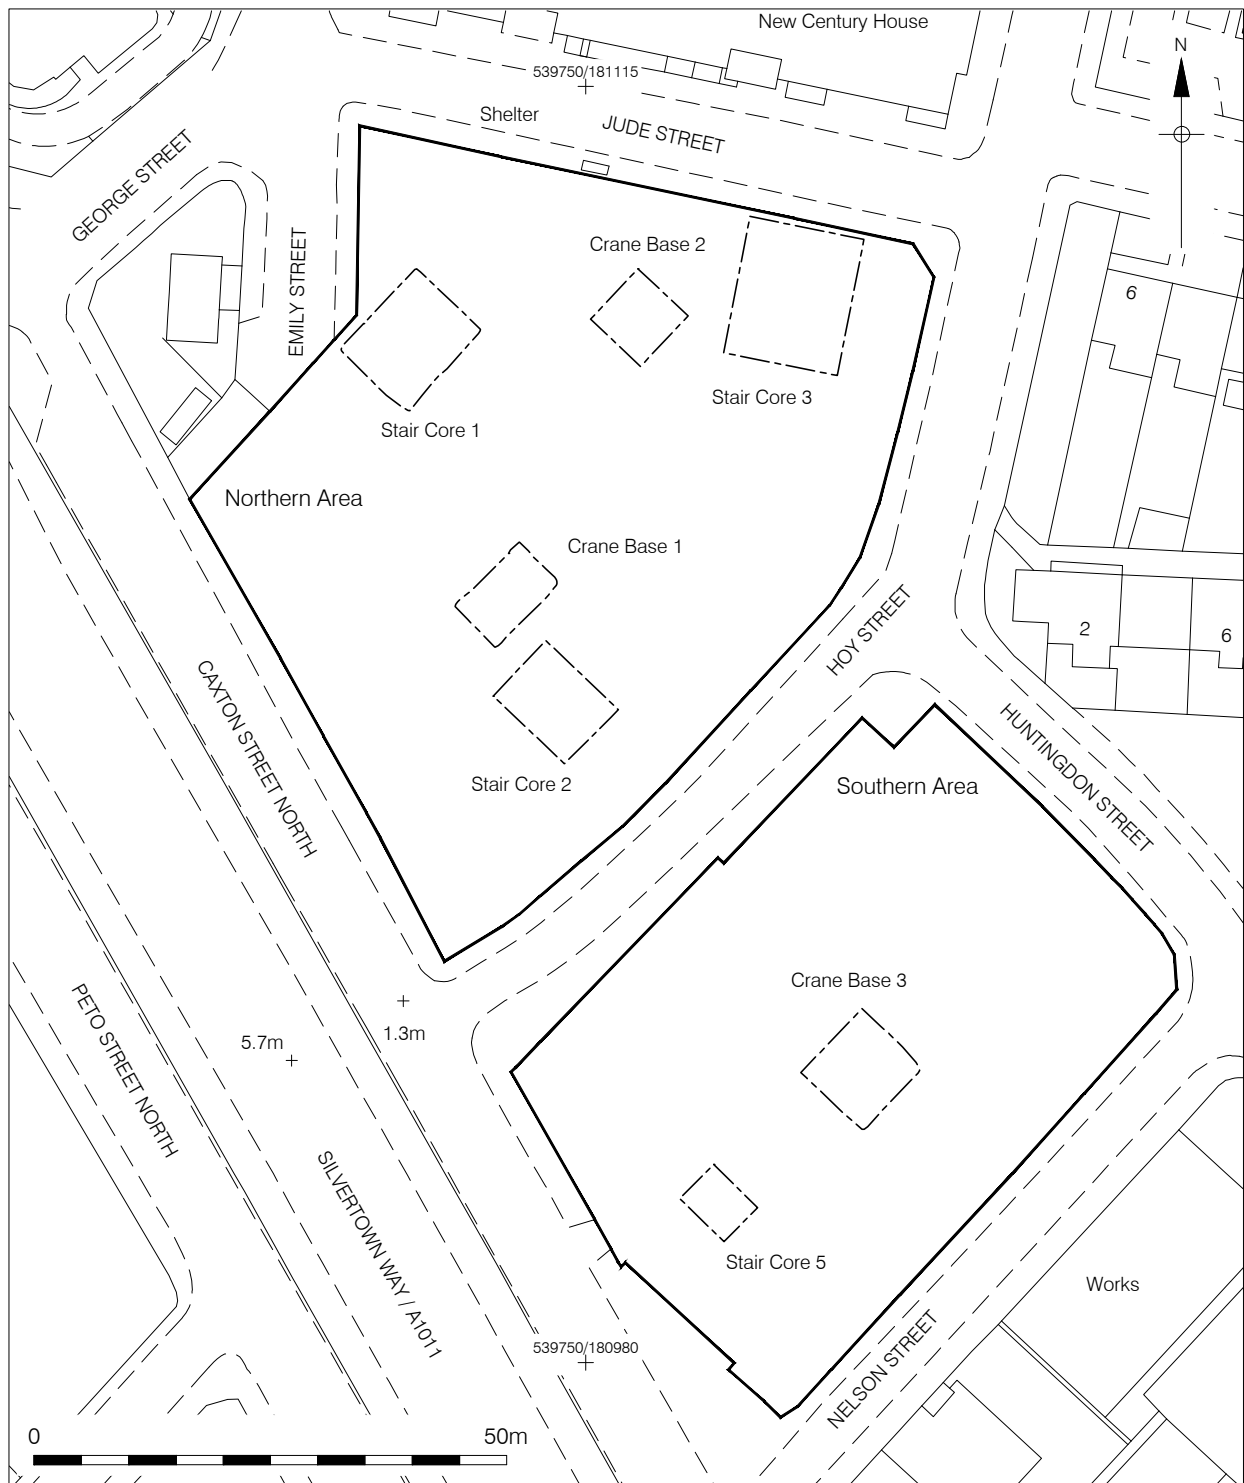 New Century House
N
539750/181115
Shelter
JUDE STREET
GEORGE STREET
EMILY STREET
Crane Base 2
6
Stair Core 3
Stair Core 1
Northern Area
Crane Base 1
HOY STREET
2
6
CAXTON STREET NORTH
HUNTINGDON STREET
Stair Core 2
Southern Area
Crane Base 3
PETO STREET NORTH
1.3m
5.7m
SILVERTOWN WAY / A1011
Stair Core 5
Works
539750/180980
NELSON STREET
0
50m